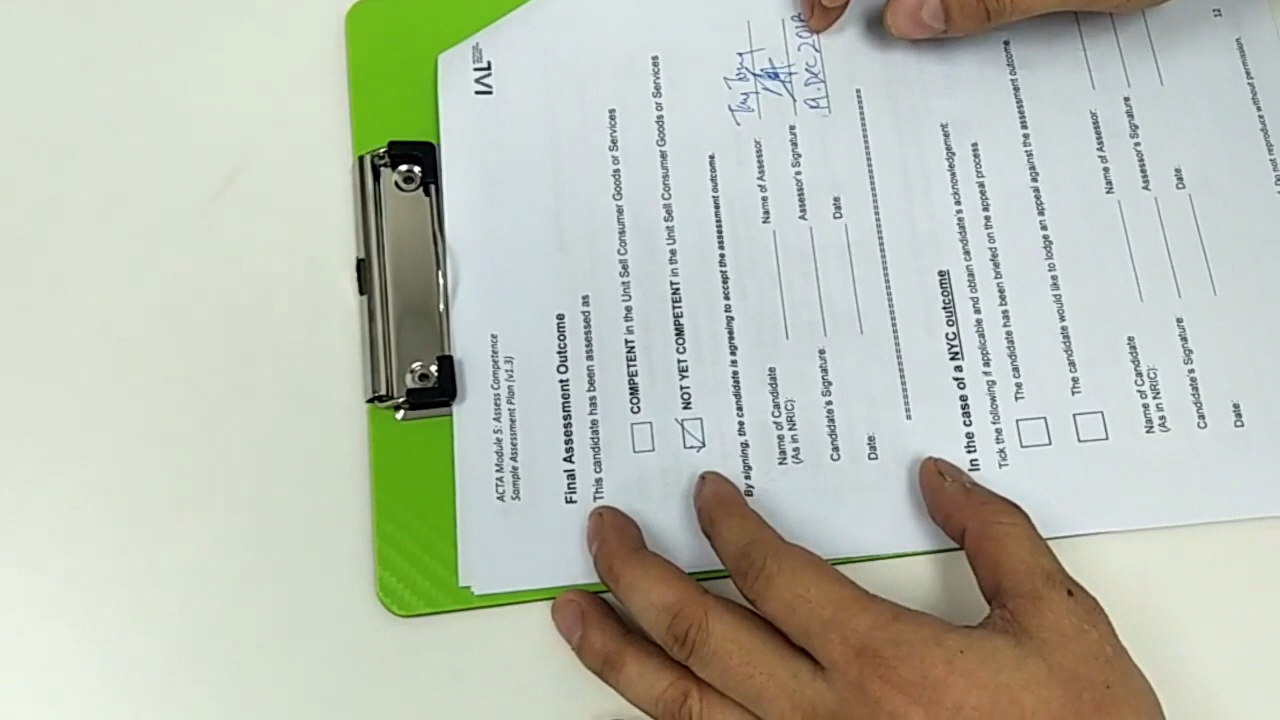 IAL
ACTA Module 5: Assess Competence
Sample Assessment Plan (v1.3)
Final Assessment Outcome
This candidate has been assessed as
COMPETENT in the Unit Sell Consumer Goods or Services
NOT YET COMPETENT in the Unit Sell Consumer Goods or Services
By signing, the candidate is agreeing to accept the assessment outcome.
Name of Candidate Name of Assessor:
(As in NRIC):
Candidate's Signature: Assessor's Signature:
Date: Date: Dec 2018
In the case of a NYC outcome
Tick the following if applicable and obtain candidate's acknowledgement:
The candidate has been briefed on the appeal process.
The candidate would like to lodge an appeal against the assessment outcome.
Name of Candidate Name of Assessor:
(As in NRIC):
Candidate's Signature: Assessor's Signature:
Date: Date:
12
Do not reproduce without permission.